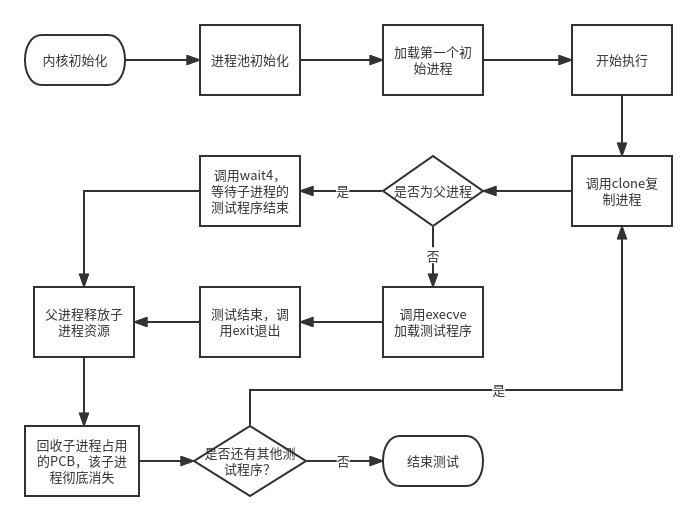 内核初始化
进程池初始化
加载第一个初
始进程
开始执行
调用wait4，
等待子进程的
测试程序结束
是
是否为父进程
调用clone复
制进程
否
父进程释放子
进程资源
测试结束，调
用exit退出
调用execve
加载测试程序
是
回收子进程占用
的PCB，该子进
程彻底消失
是否还有其他测
试程序？
否
结束测试